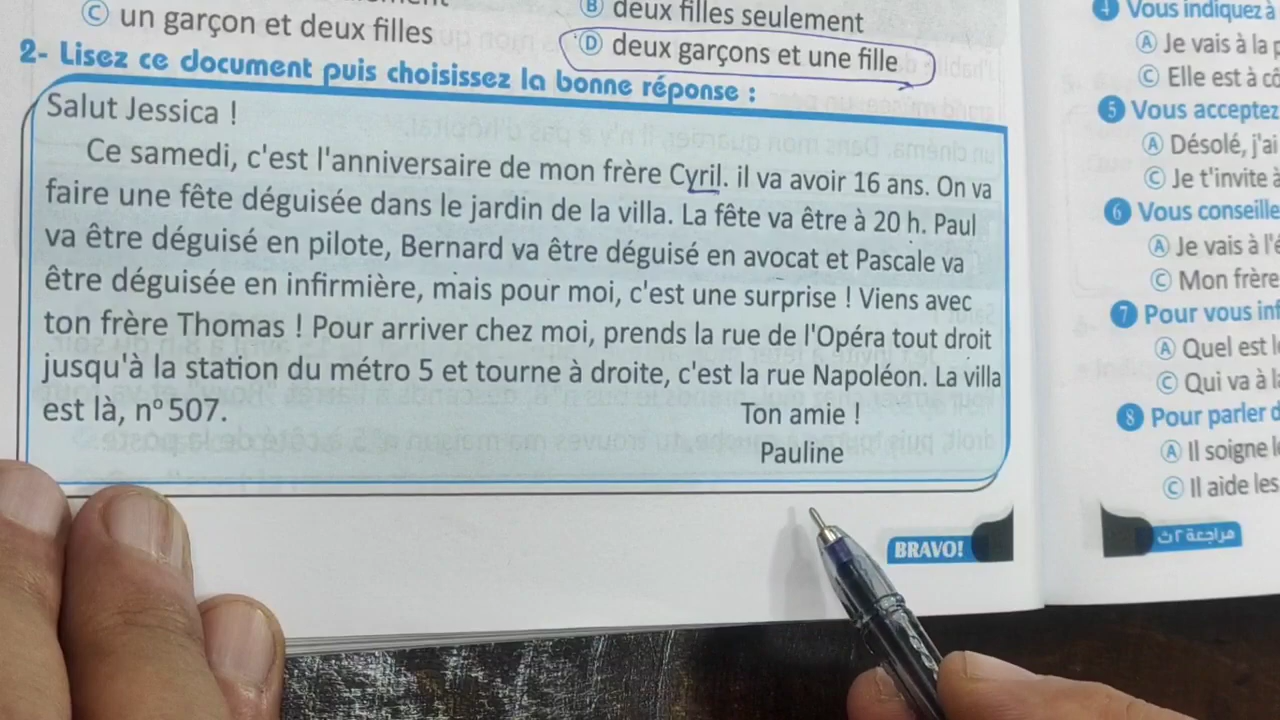 Ⓒ un garçon et deux filles
Ⓑ deux filles seulement
Ⓓ deux garçons et une fille
2- Lisez ce document puis choisissez la bonne réponse :
Salut Jessica !
Ce samedi, c'est l'anniversaire de mon frère Cyril. il va avoir 16 ans. On va
faire une fête déguisée dans le jardin de la villa. La fête va être à 20 h. Paul
va être déguisé en pilote, Bernard va être déguisé en avocat et Pascale va
être déguisée en infirmière, mais pour moi, c'est une surprise ! Viens avec
ton frère Thomas ! Pour arriver chez moi, prends la rue de l'Opéra tout droit
jusqu'à la station du métro 5 et tourne à droite, c'est la rue Napoléon. La villa
est là, nº 507.
Ton amie !
Pauline
BRAVO!
4 Vous indiquez à
Ⓐ Je vais à la
Ⓒ Elle est à
5 Vous acceptez
Ⓐ Désolé, j'ai
Ⓒ Je t'invite à
6 Vous conseille
Ⓐ Je vais à
Ⓒ Mon frère
7 Pour vous
Ⓐ Quel est
Ⓒ Qui va à
8 Pour parler
Ⓐ Il soigne
Ⓒ Il aide les
مراجعة ٢ث